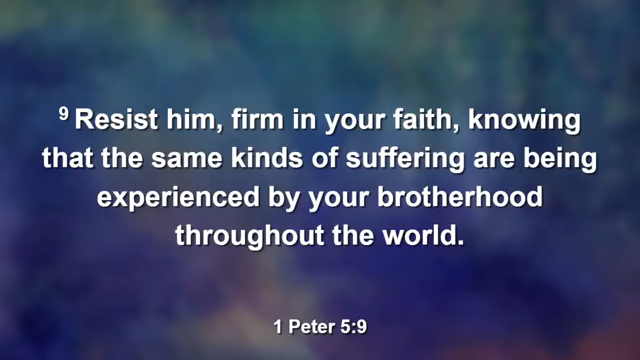 9 Resist him, firm in your faith, knowing
that the same kinds of suffering are being
experienced by your brotherhood
throughout the world.
1 Peter 5:9